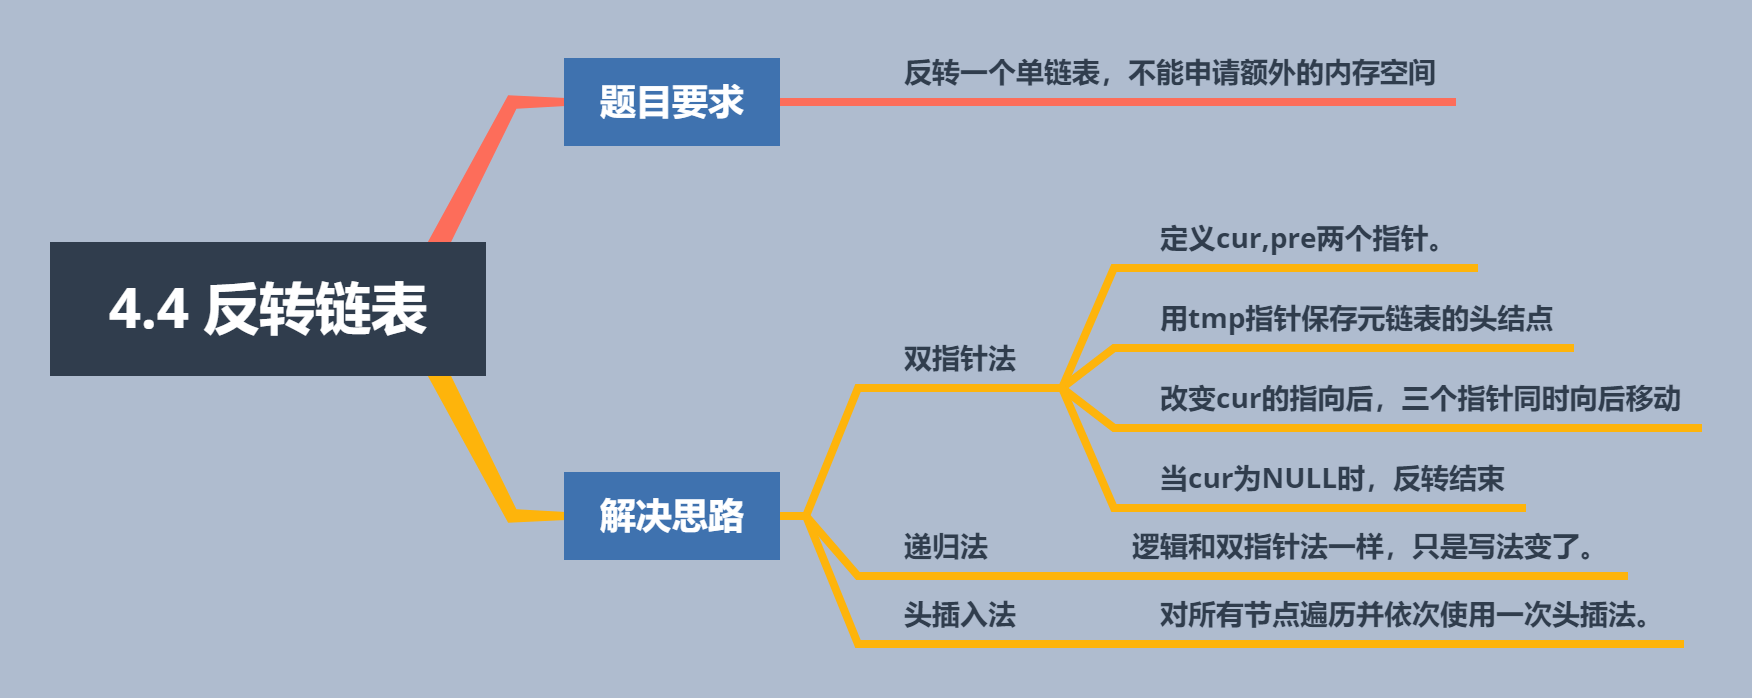 4.4 反转链表
题目要求
反转一个单链表，不能申请额外的内存空间
解决思路
双指针法
定义cur,pre两个指针。
用tmp指针保存元链表的头结点
改变cur的指向后，三个指针同时向后移动
当cur为NULL时，反转结束
递归法
逻辑和双指针法一样，只是写法变了。
头插入法
对所有节点遍历并依次使用一次头插法。